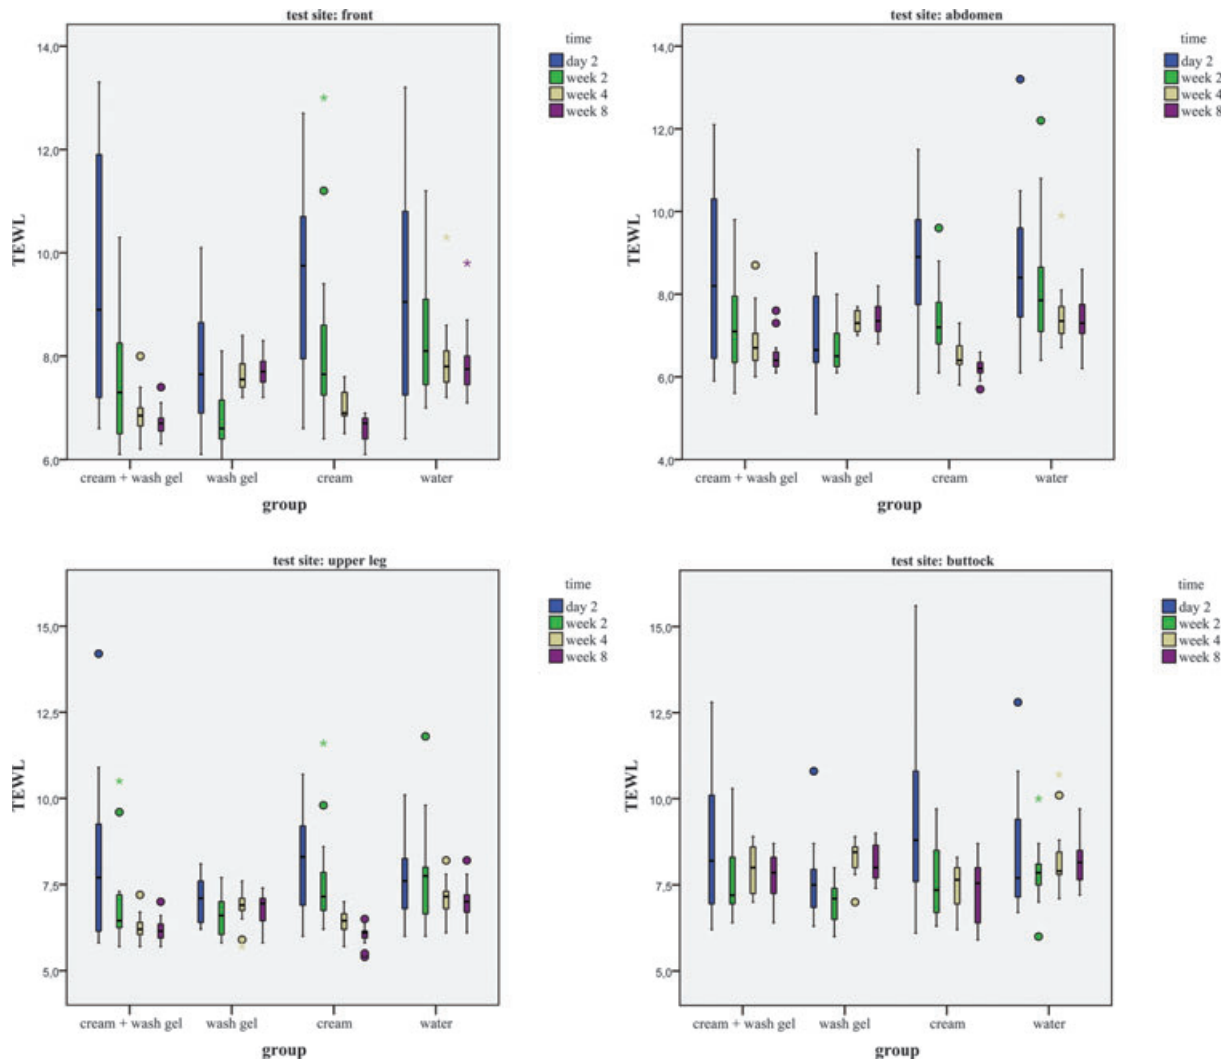 test site: front
time
day 2
week 2
week 4
week 8
TEWL
14,0
12,0
10,0
8,0
6,0
cream + wash gel wash gel cream water
group
test site: abdomen
time
day 2
week 2
week 4
week 8
TEWL
14,0
12,0
10,0
8,0
6,0
4,0
cream + wash gel wash gel cream water
group
test site: upper leg
time
day 2
week 2
week 4
week 8
TEWL
15,0
12,5
10,0
7,5
5,0
cream + wash gel wash gel cream water
group
test site: buttock
time
day 2
week 2
week 4
week 8
TEWL
15,0
12,5
10,0
7,5
5,0
cream + wash gel wash gel cream water
group